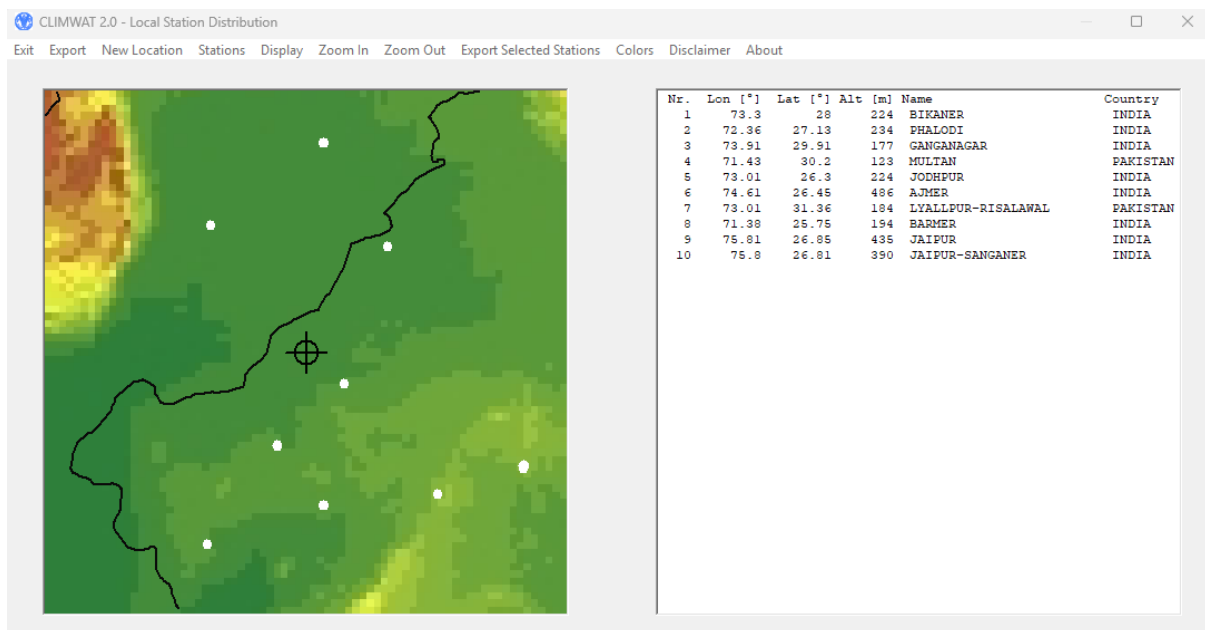 CLIMWAT 2.0 - Local Station Distribution
Exit Export New Location Stations Display Zoom In Zoom Out Export Selected Stations Colors Disclaimer About
Nr. Lon [°] Lat [°] Alt [m] Name Country
1 73.3 28 224 BIKANER INDIA
2 72.36 27.13 234 PHALODI INDIA
3 73.91 29.91 177 GANGANAGAR INDIA
4 71.43 30.2 123 MULTAN PAKISTAN
5 73.01 26.3 224 JODHPUR INDIA
6 74.61 26.45 486 AJMER INDIA
7 73.01 31.36 184 LYALLPUR-RISALAWAL PAKISTAN
8 71.38 25.75 194 BARMER INDIA
9 75.81 26.85 435 JAIPUR INDIA
10 75.8 26.81 390 JAIPUR-SANGANER INDIA